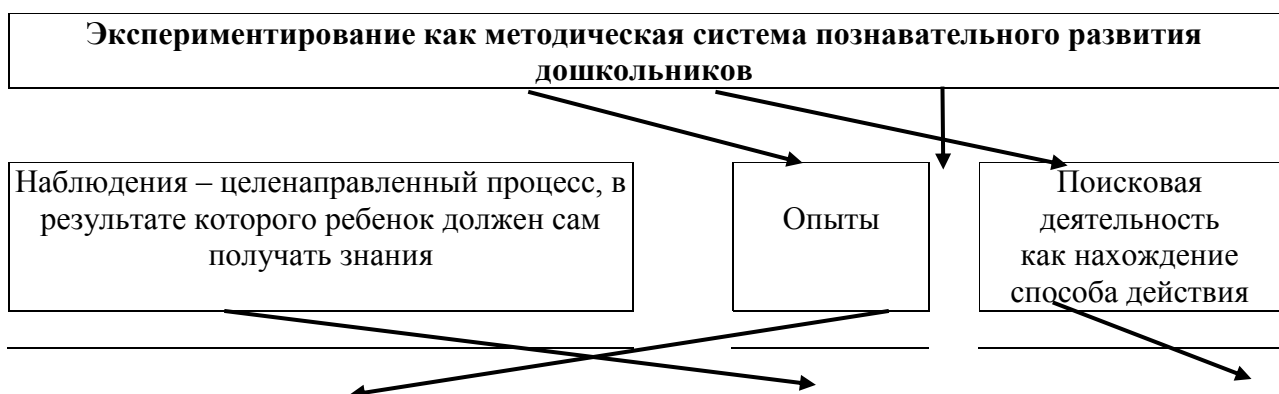 Экспериментирование как методическая система познавательного развития
дошкольников
Наблюдения – целенаправленный процесс, в
результате которого ребенок должен сам
получать знания
Опыты
Поисковая
деятельность
как нахождение
способа действия